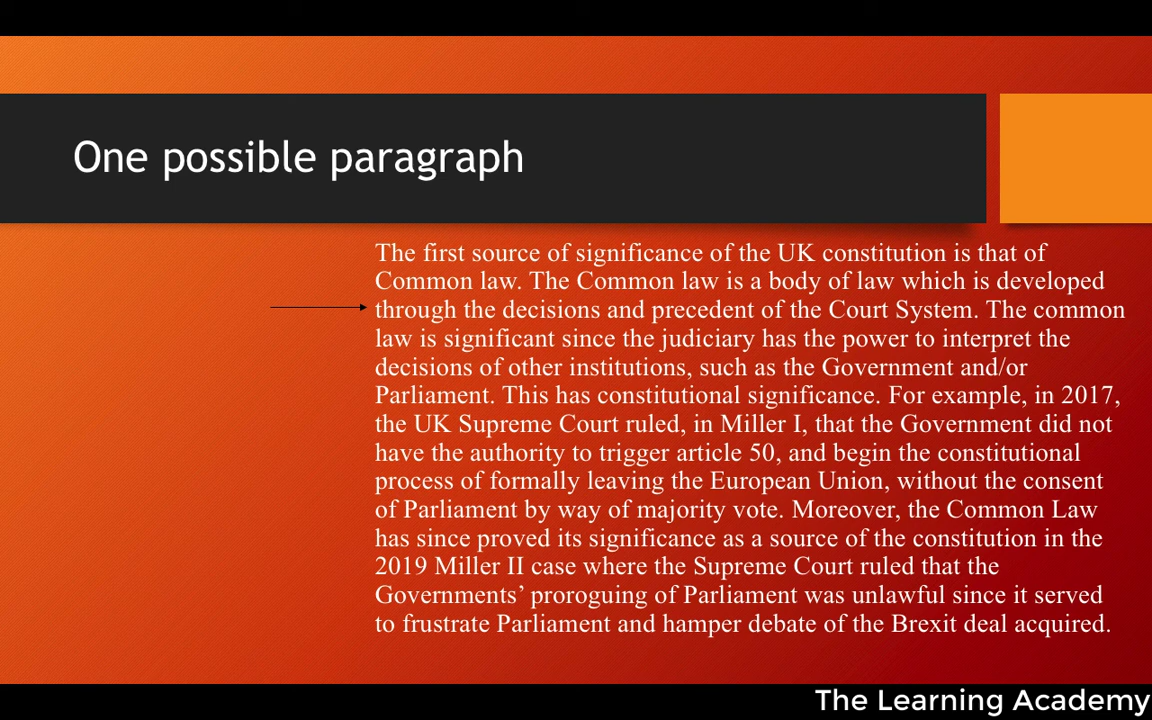 One possible paragraph
The first source of significance of the UK constitution is that of
Common law. The Common law is a body of law which is developed
through the decisions and precedent of the Court System. The common
law is significant since the judiciary has the power to interpret the
decisions of other institutions, such as the Government and/or
Parliament. This has constitutional significance. For example, in 2017,
the UK Supreme Court ruled, in Miller I, that the Government did not
have the authority to trigger article 50, and begin the constitutional
process of formally leaving the European Union, without the consent
of Parliament by way of majority vote. Moreover, the Common Law
has since proved its significance as a source of the constitution in the
2019 Miller II case where the Supreme Court ruled that the
Governments’ proroguing of Parliament was unlawful since it served
to frustrate Parliament and hamper debate of the Brexit deal acquired.
The Learning Academy